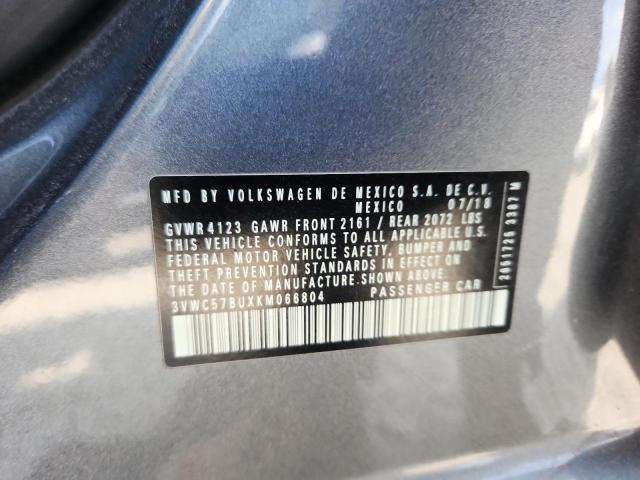 MFD BY VOLKSWAGEN DE MEXICO S.A. DE C.V.
MEXICO 07/18
GVWR 4123 GAWR FRONT 2161 / REAR 2072 LBS
THIS VEHICLE CONFORMS TO ALL APPLICABLE U.S.
FEDERAL MOTOR VEHICLE SAFETY, BUMPER, AND
THEFT PREVENTION STANDARDS IN EFFECT ON
THE DATE OF MANUFACTURE SHOWN ABOVE.
3VWC57BUXKM066804 PASSENGER CAR